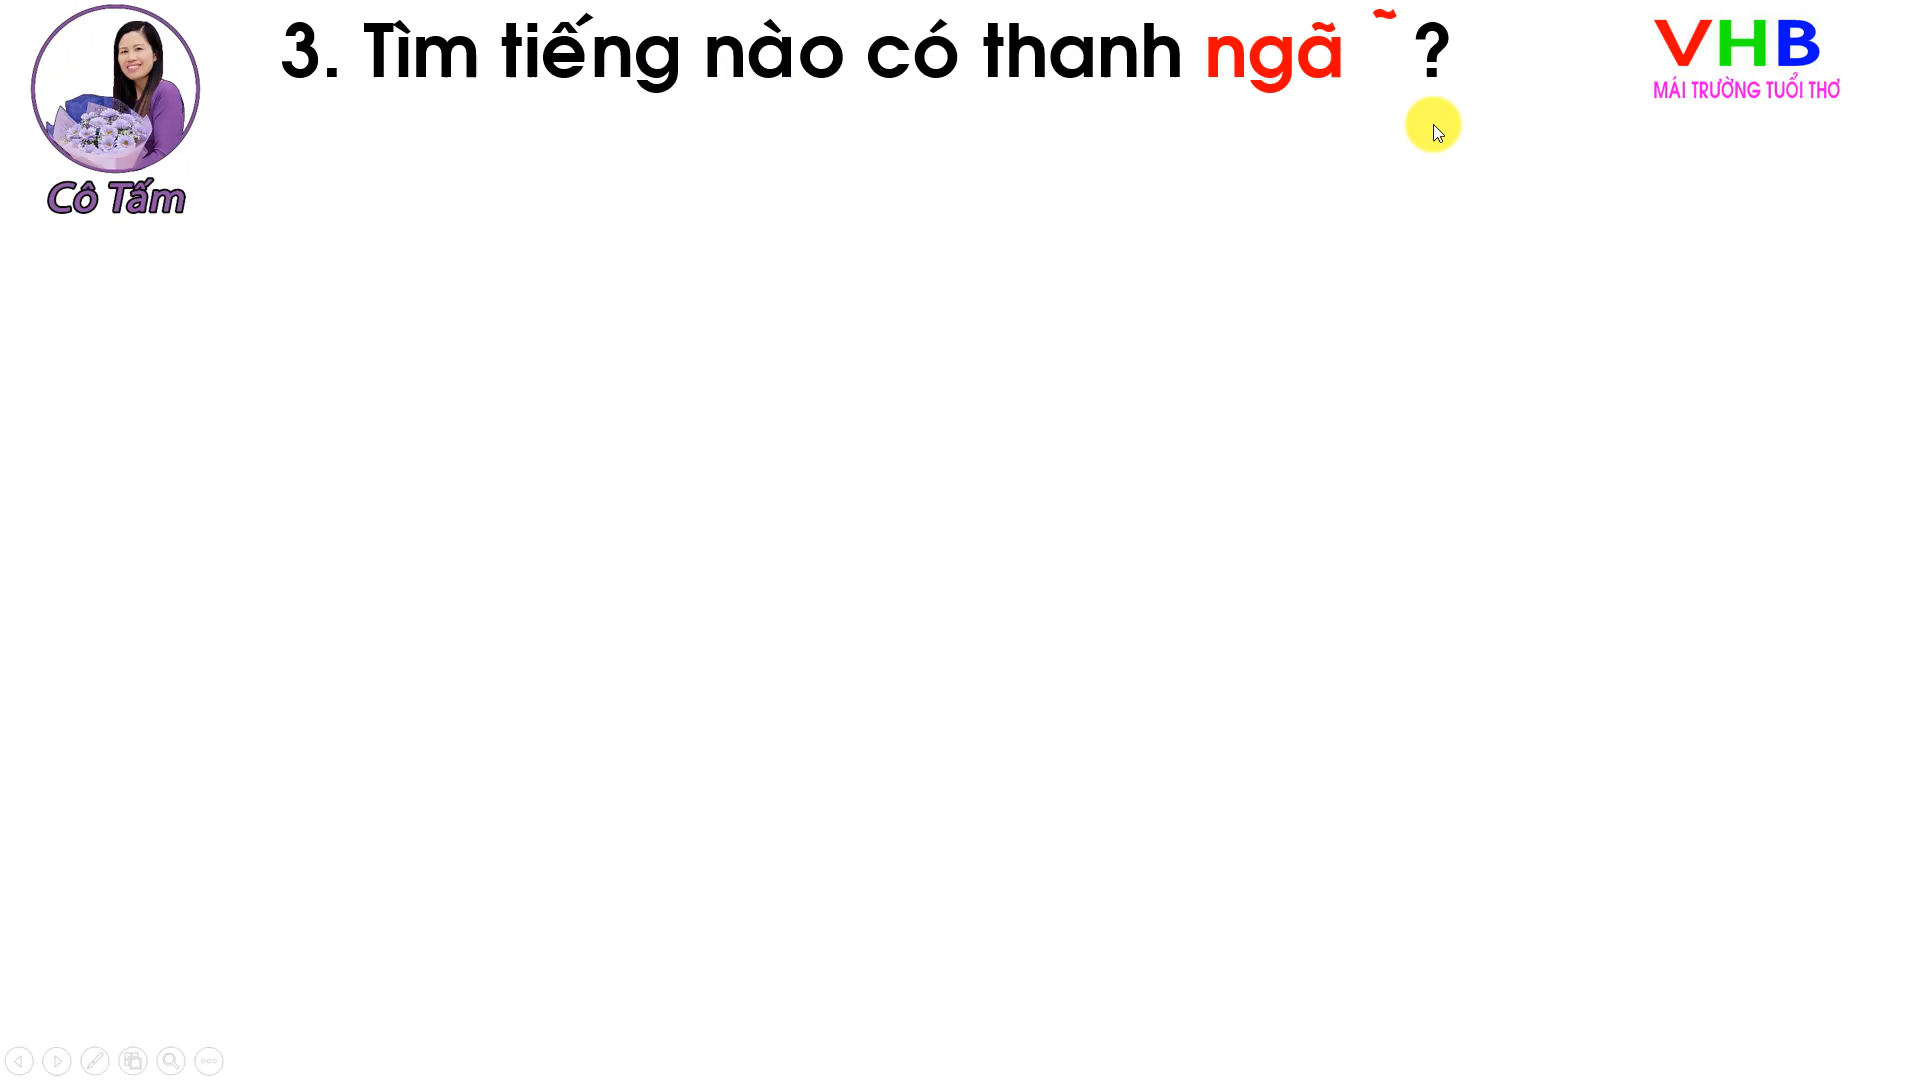 3. Tìm tiếng nào có thanh ngã ˜ ?
VHB
MÁI TRƯỜNG TUỔI THƠ
Cô Tấm